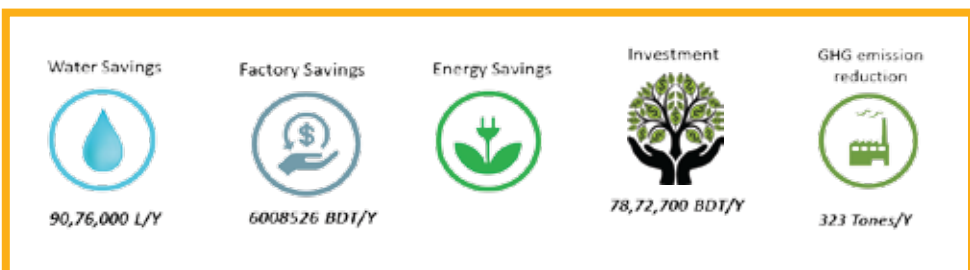 Water Savings
Factory Savings
Energy Savings
Investment
GHG emission
reduction
$
90,76,000 L/Y
6008526 BDT/Y
78,72,700 BDT/Y
323 Tones/Y